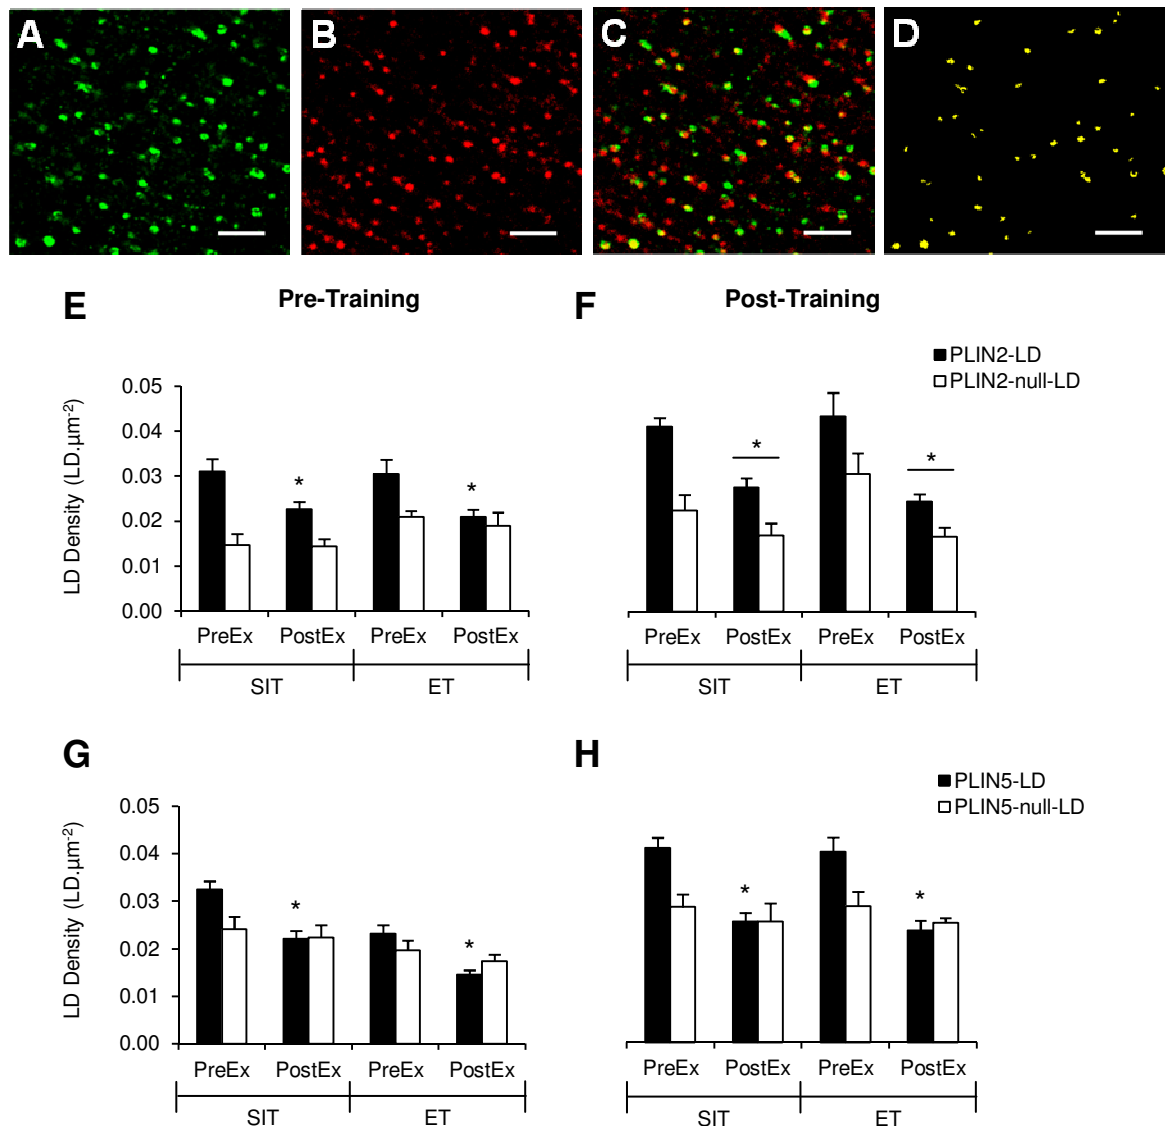 A B C D
E Pre-Training F Post-Training
PLIN2-LD
PLIN2-null-LD
LD Density (LD.µm-2)
0.05
0.04
0.03
0.02
0.01
0.00
* * * *
PreEx PostEx PreEx PostEx PreEx PostEx PreEx PostEx
SIT ET SIT ET
G H
PLIN5-LD
PLIN5-null-LD
LD Density (LD.µm-2)
0.05
0.04
0.03
0.02
0.01
0.00
* * * *
PreEx PostEx PreEx PostEx PreEx PostEx PreEx PostEx
SIT ET SIT ET